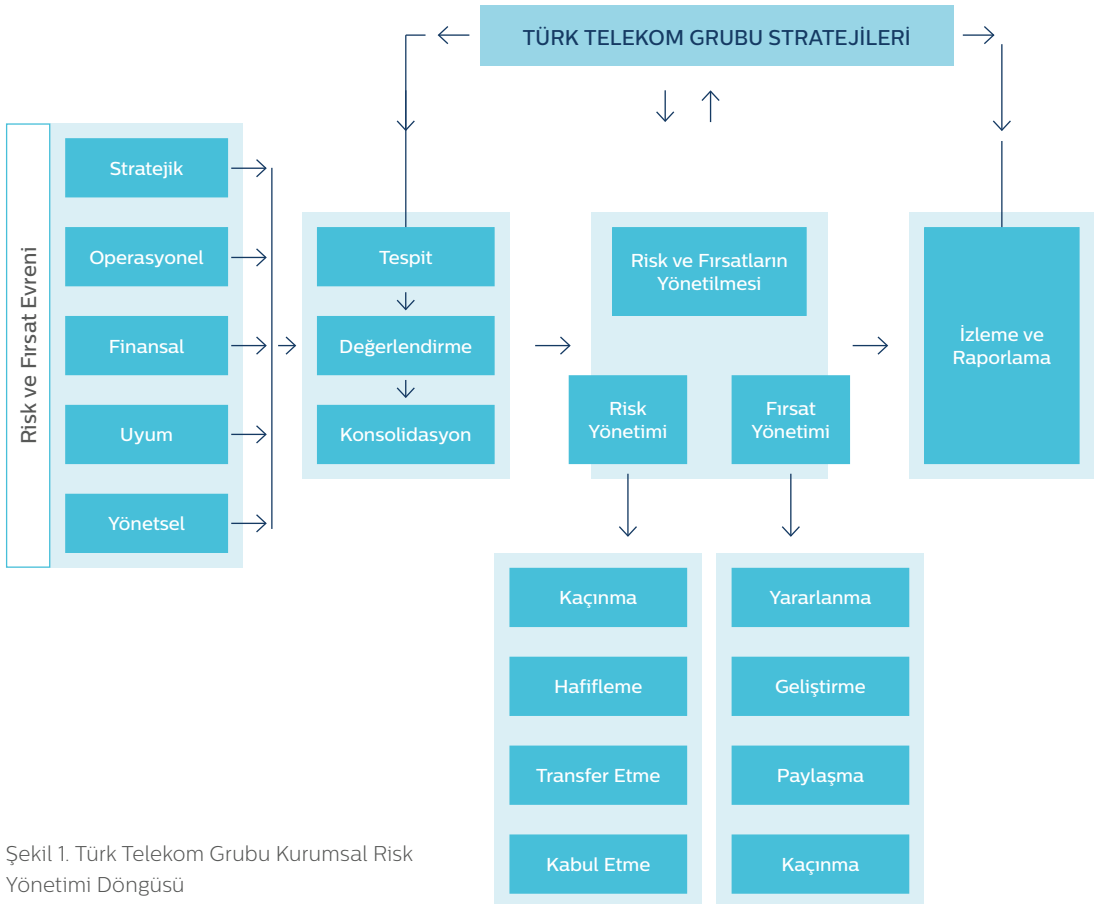 TÜRK TELEKOM GRUBU STRATEJİLERİ
Risk ve Fırsat Evreni
Stratejik
Operasyonel
Finansal
Uyum
Yönetsel
Tespit
Değerlendirme
Konsolidasyon
Risk ve Fırsatların
Yönetilmesi
Risk
Yönetimi
Fırsat
Yönetimi
İzleme ve
Raporlama
Kaçınma
Hafifleme
Transfer Etme
Kabul Etme
Yararlanma
Geliştirme
Paylaşma
Kaçınma
Şekil 1. Türk Telekom Grubu Kurumsal Risk
Yönetimi Döngüsü